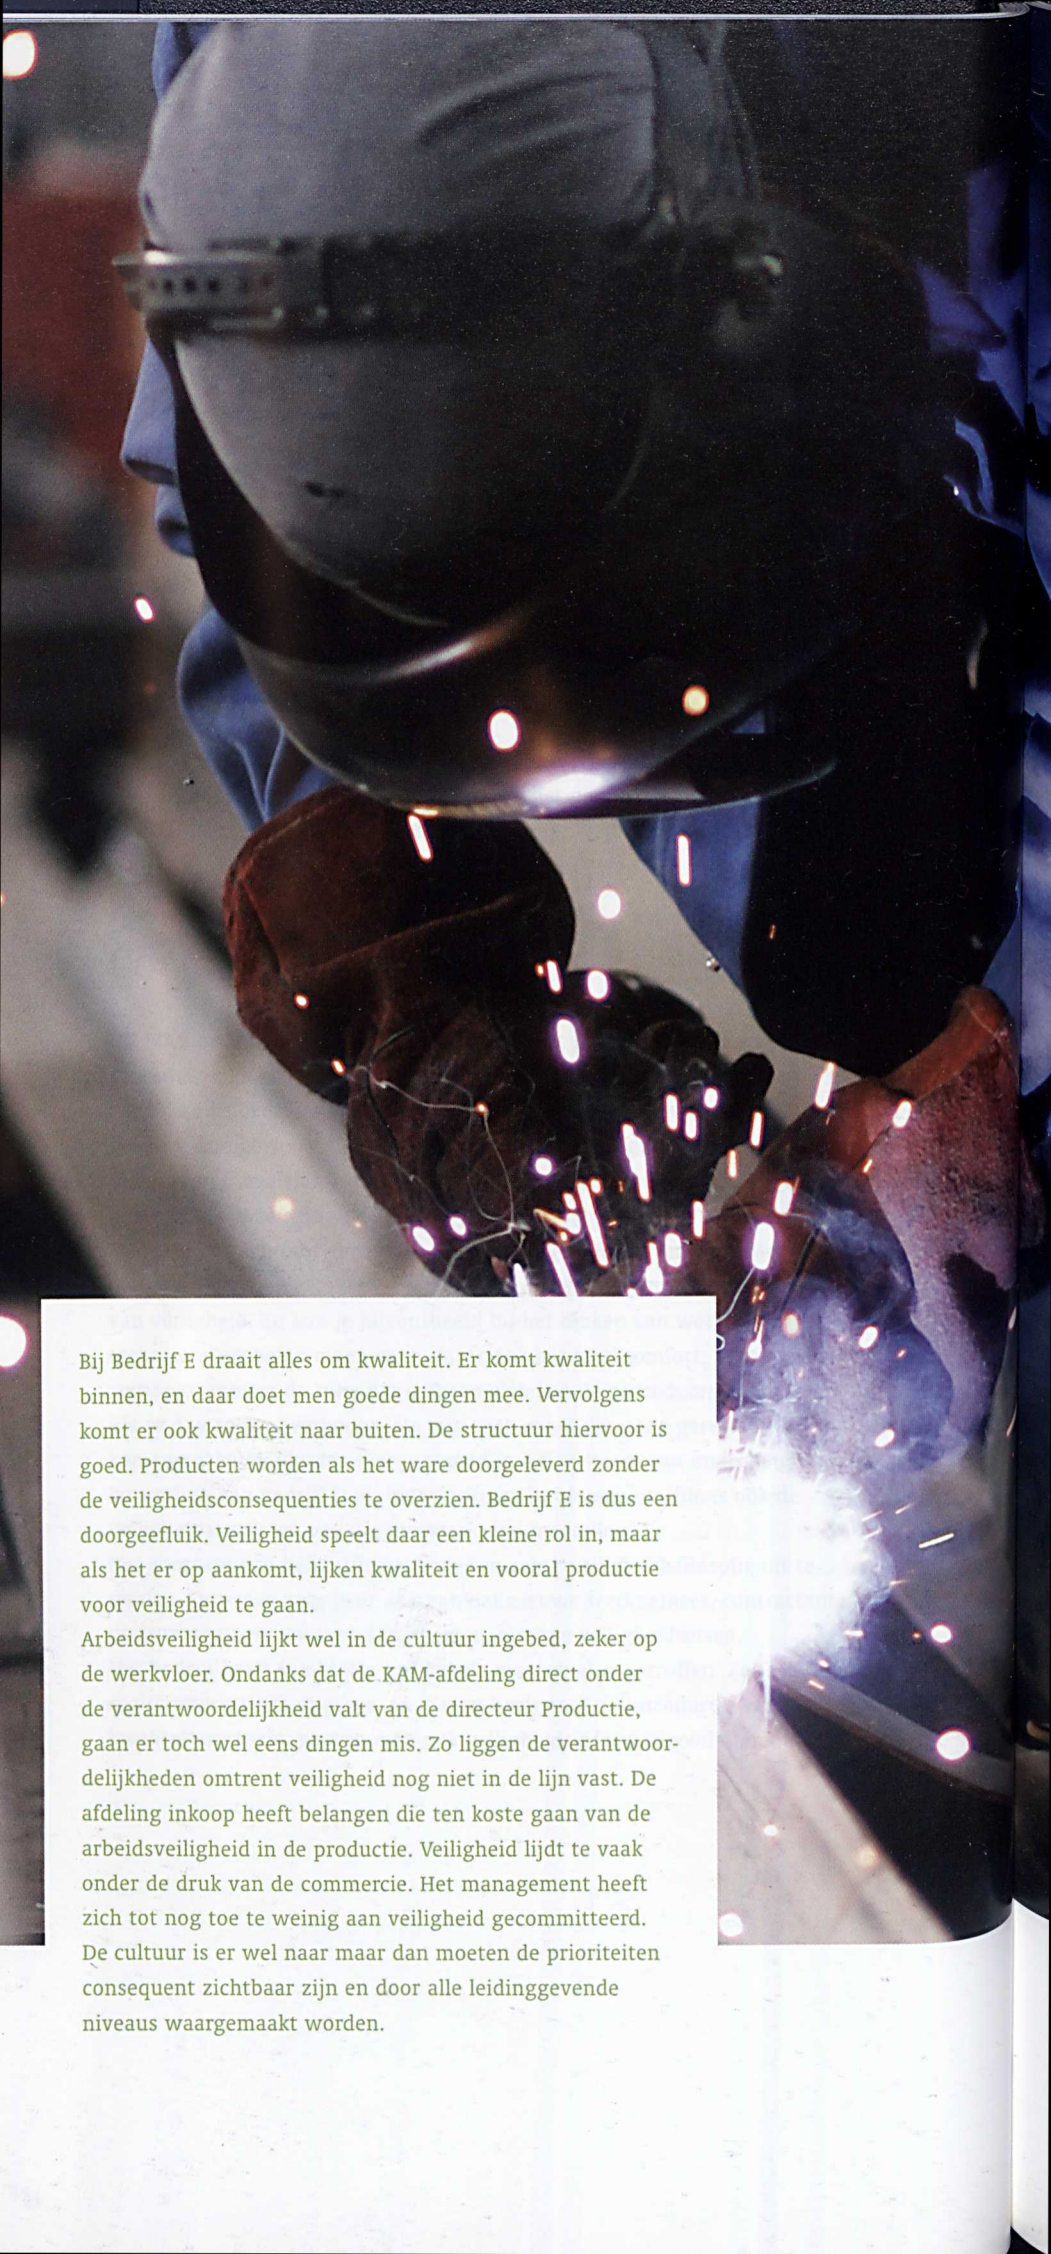 Bij Bedrijf E draait alles om kwaliteit. Er komt kwaliteit
binnen, en daar doet men goede dingen mee. Vervolgens
komt er ook kwaliteit naar buiten. De structuur hiervoor is
goed. Producten worden als het ware doorgeleverd zonder
de veiligheidsconsequenties te overzien. Bedrijf E is dus een
doorgeefluik. Veiligheid speelt daar een kleine rol in, maar
als het er op aankomt, lijken kwaliteit en vooral productie
voor veiligheid te gaan.
Arbeidsveiligheid lijkt wel in de cultuur ingebed, zeker op
de werkvloer. Ondanks dat de KAM-afdeling direct onder
de verantwoordelijkheid valt van de directeur Productie,
gaan er toch wel eens dingen mis. Zo liggen de verantwoor-
delijkheden omtrent veiligheid nog niet in de lijn vast. De
afdeling inkoop heeft belangen die ten koste gaan van de
arbeidsveiligheid in de productie. Veiligheid lijdt te vaak
onder de druk van de commercie. Het management heeft
zich tot nog toe te weinig aan veiligheid gecommitteerd.
De cultuur is er wel naar maar dan moeten de prioriteiten
consequent zichtbaar zijn en door alle leidinggevende
niveaus waargemaakt worden.